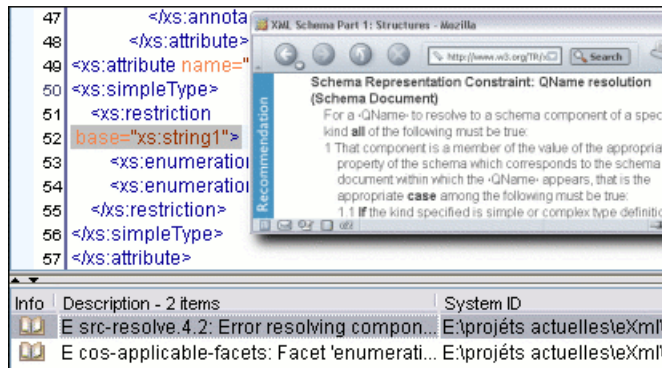 47 </xs:annota
48 </xs:attribute>
49 <xs:attribute name="
50 <xs:simpleType>
51 <xs:restriction
52 base="xs:string1">
53 <xs:enumeration
54 <xs:enumeration
55 </xs:restriction>
56 </xs:simpleType>
57 </xs:attribute>
XML Schema Part 1: Structures - Mozilla
http://www.w3.org/TR/x Search
Recommendation
Schema Representation Constraint: QName resolution
(Schema Document)
For a ·QName· to resolve to a schema component of a spec
kind all of the following must be true:
1 That component is a member of the value of the appropria
property of the schema which corresponds to the schema
document within which the ·QName· appears, that is the
appropriate case among the following must be true:
1.1 If the kind specified is simple or complex type definitio
Info Description - 2 items System ID
E src-resolve.4.2: Error resolving compon... E:\projéts actuelles\eXml\
E cos-applicable-facets: Facet 'enumerati... E:\projéts actuelles\eXml\